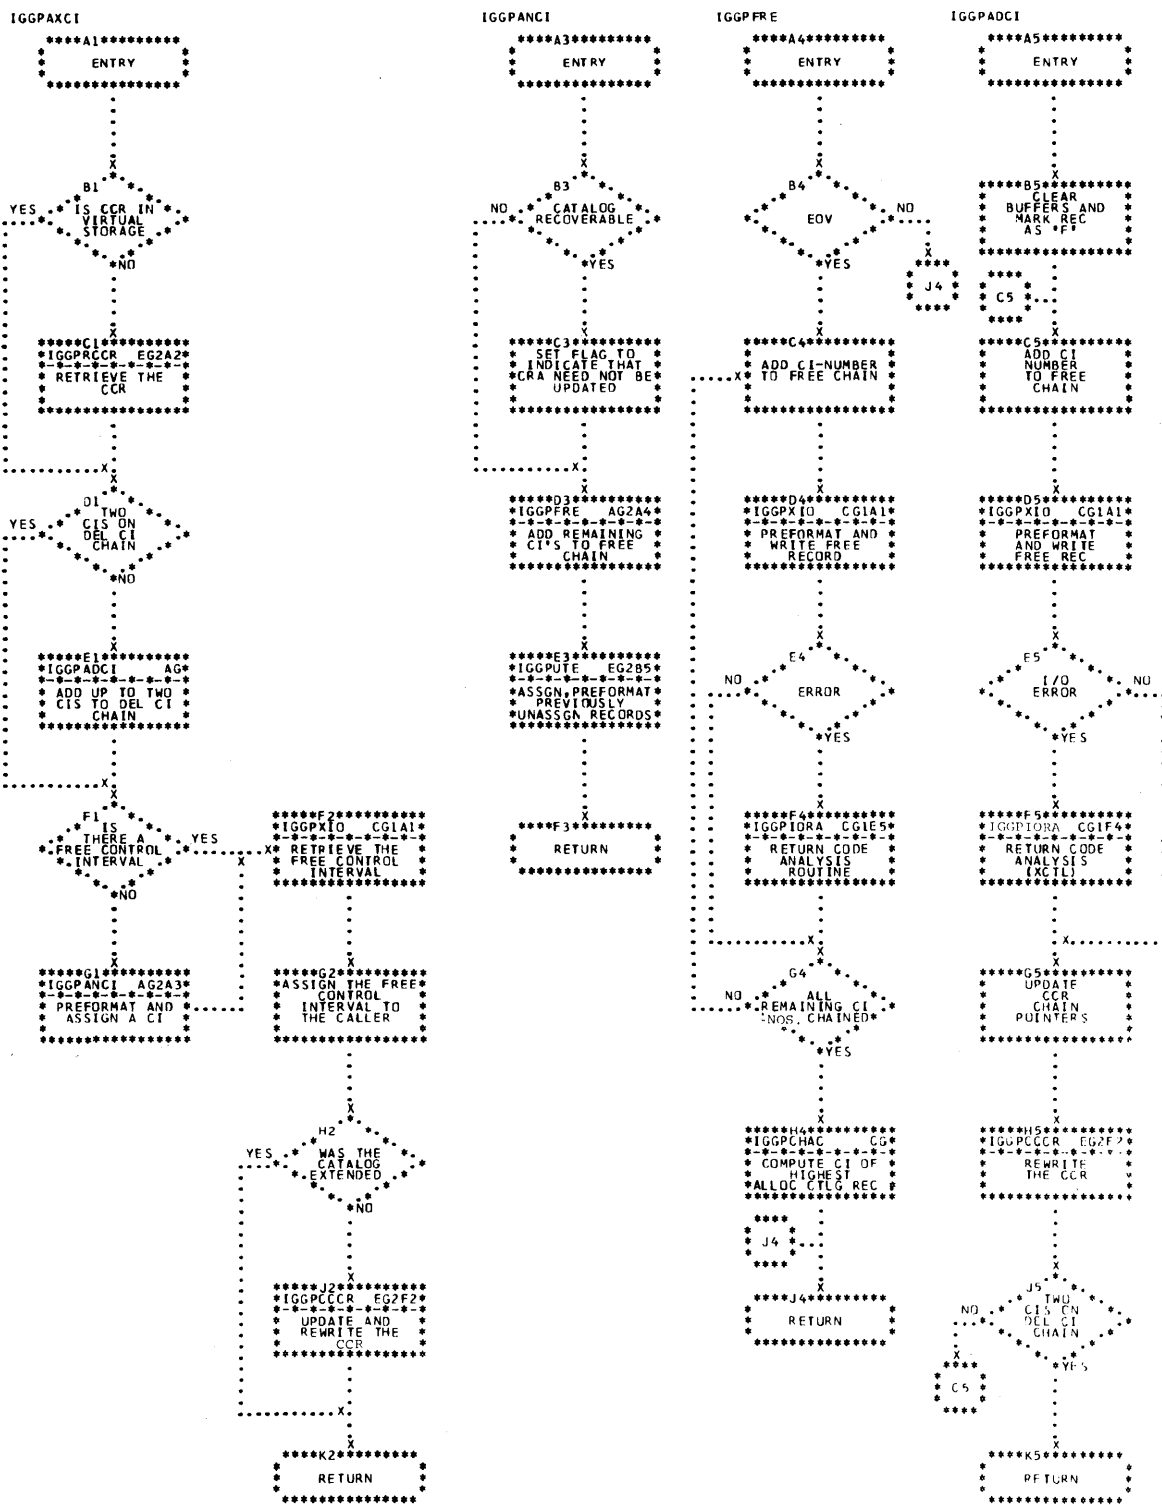 IGGPAXCI
****A1*********
ENTRY
B1
YES
IS CCR IN
VIRTUAL
STORAGE
NO
*****C1**********
*IGGPRCCR EG2A2*
*-*-*-*-*-*-*-*-*
RETRIEVE THE
CCR
D1
TWO
YES
CIS ON
DEL CI
CHAIN
NO
*****E1**********
*IGGPADCI AG*
*-*-*-*-*-*-*-*-*
ADD UP TO TWO
CIS TO DEL CI
CHAIN
F1
IS
THERE A
FREE CONTROL
INTERVAL
YES
NO
*****G1**********
*IGGPANCI AG2A3*
*-*-*-*-*-*-*-*-*
PREFORMAT AND
ASSIGN A CI
*****F2**********
*IGGPXIO CG1A1*
*-*-*-*-*-*-*-*-*
RETRIEVE THE
FREE CONTROL
INTERVAL
*****G2**********
*ASSIGN THE FREE
CONTROL
INTERVAL TO
THE CALLER
H2
YES
WAS THE
CATALOG
EXTENDED
NO
*****J2**********
*IGGPCCCR EG2F2*
*-*-*-*-*-*-*-*-*
UPDATE AND
REWRITE THE
CCR
****K2*********
RETURN
IGGPANCI
****A3*********
ENTRY
B3
NO
CATALOG
RECOVERABLE
YES
*****C3**********
SET FLAG TO
INDICATE THAT
*CRA NEED NOT BE
UPDATED
*****D3**********
*IGGPFRE AG2A4*
*-*-*-*-*-*-*-*-*
ADD REMAINING
CI'S TO FREE
CHAIN
*****E3**********
*IGGPUTE EG2B5*
*-*-*-*-*-*-*-*-*
*ASSGN,PREFORMAT
PREVIOUSLY
*UNASSGN RECORDS*
****F3*********
RETURN
IGGPFRE
****A4*********
ENTRY
B4
EOV
NO
YES
J4
*****C4**********
ADD CI-NUMBER
TO FREE CHAIN
*****D4**********
*IGGPXIO CG1A1*
*-*-*-*-*-*-*-*-*
PREFORMAT AND
WRITE FREE
RECORD
E4
NO
ERROR
YES
*****F4**********
*IGGPIORA CG1E5*
*-*-*-*-*-*-*-*-*
RETURN CODE
ANALYSIS
ROUTINE
G4
NO
ALL
REMAINING CI
NOS. CHAINED
YES
*****H4**********
*IGGPCHAC CG*
*-*-*-*-*-*-*-*-*
COMPUTE CI OF
HIGHEST
*ALLOC CTLG REC
J4
****J4*********
RETURN
IGGPADCI
****A5*********
ENTRY
*****B5**********
CLEAR
BUFFERS AND
MARK REC
AS 'F'
C5
*****C5**********
ADD CI
NUMBER
TO FREE
CHAIN
*****D5**********
*IGGPXIO CG1A1*
*-*-*-*-*-*-*-*-*
PREFORMAT
AND WRITE
FREE REC
E5
I/O
ERROR
NO
YES
*****F5**********
*IGGPIORA CG1F4*
*-*-*-*-*-*-*-*-*
RETURN CODE
ANALYSIS
(XCTL)
*****G5**********
UPDATE
CCR
CHAIN
POINTERS
*****H5**********
*IGGPCCCR EG2F2*
*-*-*-*-*-*-*-*-*
REWRITE
THE CCR
J5
TWO
NO
CIS ON
DEL CI
CHAIN
YES
C5
****K5*********
RETURN